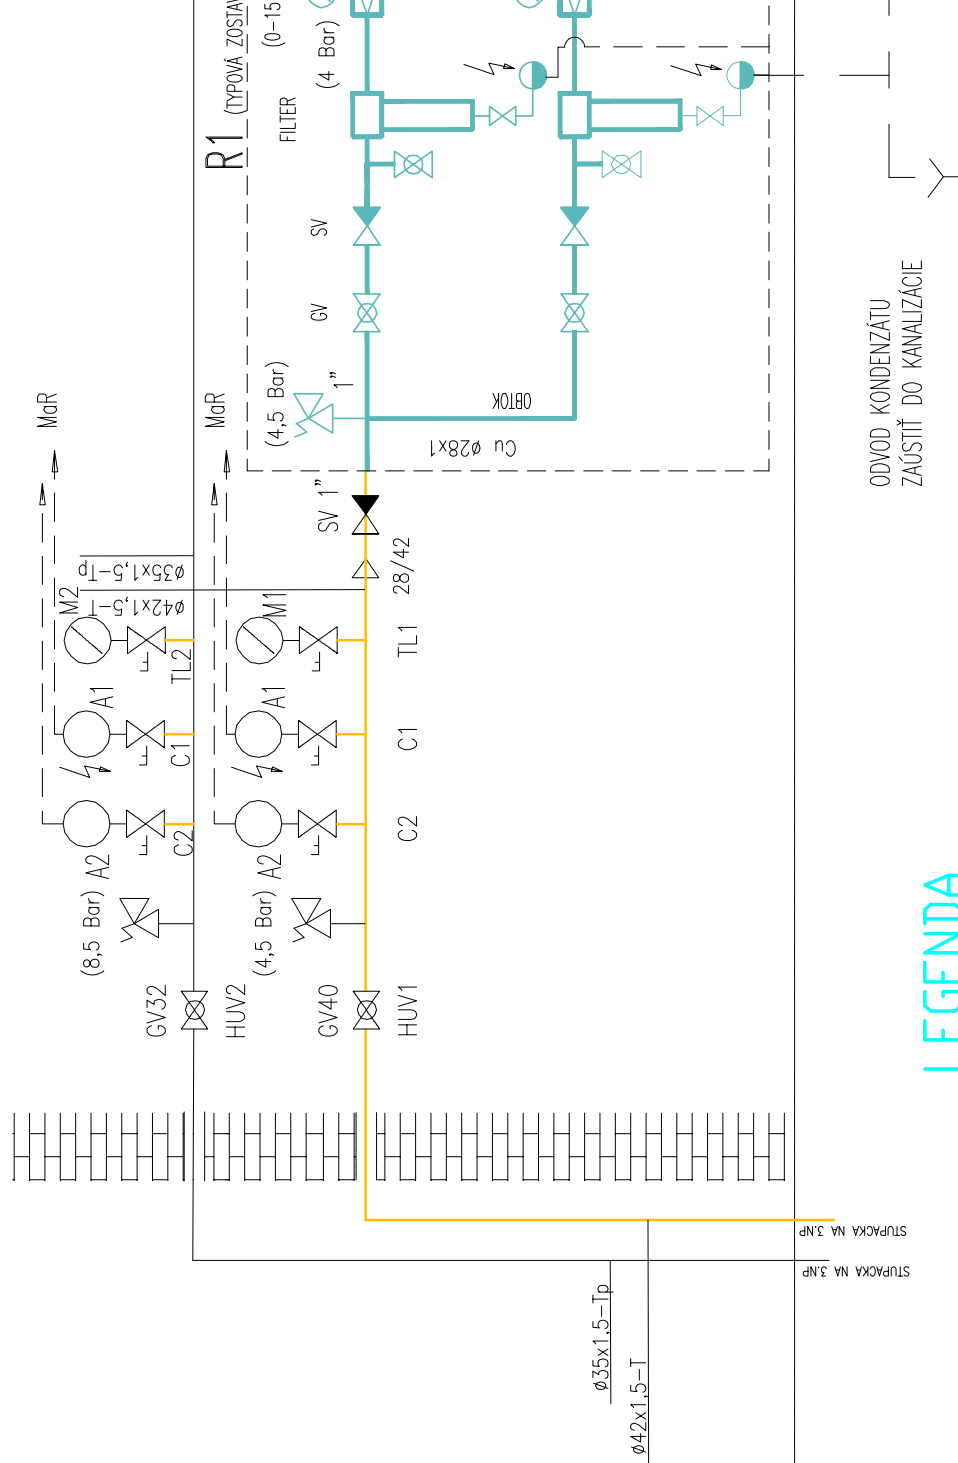 R1
(TYPOVÁ ZOSTAV
(0-15
(4 Bar)
FILTER
SV
GV
(4,5 Bar)
1"
OBTOK
Cu ø28x1
MaR
MaR
ODVOD KONDENZÁTU
ZAÚSTIŤ DO KANALIZÁCIE
SV 1"
28/42
ø35x1,5-Tp
ø42x1,5-T
M2
TL2
A1
C1
A2
C2
(8,5 Bar)
GV32
HUV2
M1
TL1
A1
C1
A2
C2
(4,5 Bar)
GV40
HUV1
LEGENDA
STUPACKA NA 3.NP
STUPACKA NA 3.NP
ø35x1,5-Tp
ø42x1,5-T